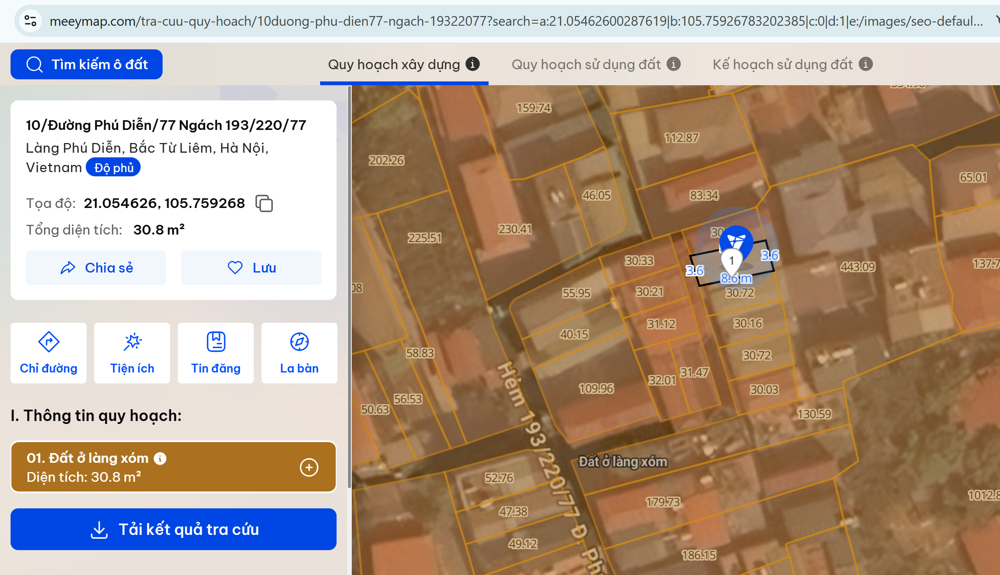 meeymap.com/tra-cuu-quy-hoach/10duong-phu-dien77-ngach-19322077?search=a:21.05462600287619|b:105.75926783202385|c:0|d:1|e:/images/seo-defaul...
Tìm kiếm ô đất
Quy hoạch xây dựng
Quy hoạch sử dụng đất
Kế hoạch sử dụng đất
10/Đường Phú Diễn/77 Ngách 193/220/77
Làng Phú Diễn, Bắc Từ Liêm, Hà Nội,
Vietnam Độ phủ
Tọa độ: 21.054626, 105.759268
Tổng diện tích: 30.8 m²
Chia sẻ
Lưu
Chỉ đường
Tiện ích
Tin đăng
La bàn
I. Thông tin quy hoạch:
01. Đất ở làng xóm
Diện tích: 30.8 m²
Tải kết quả tra cứu
159.74
112.87
202.26
65.01
46.05
83.34
230.41
225.51
30.33
3.6
3.6
1
8.6 m
443.09
30.72
55.95
30.21
31.12
30.16
40.15
58.83
30.72
31.47
32.01
109.96
30.03
56.53
50.63
130.59
Hẻm 193/220/77 Đ. Ph
Đất ở làng xóm
52.76
179.73
47.38
49.12
186.15